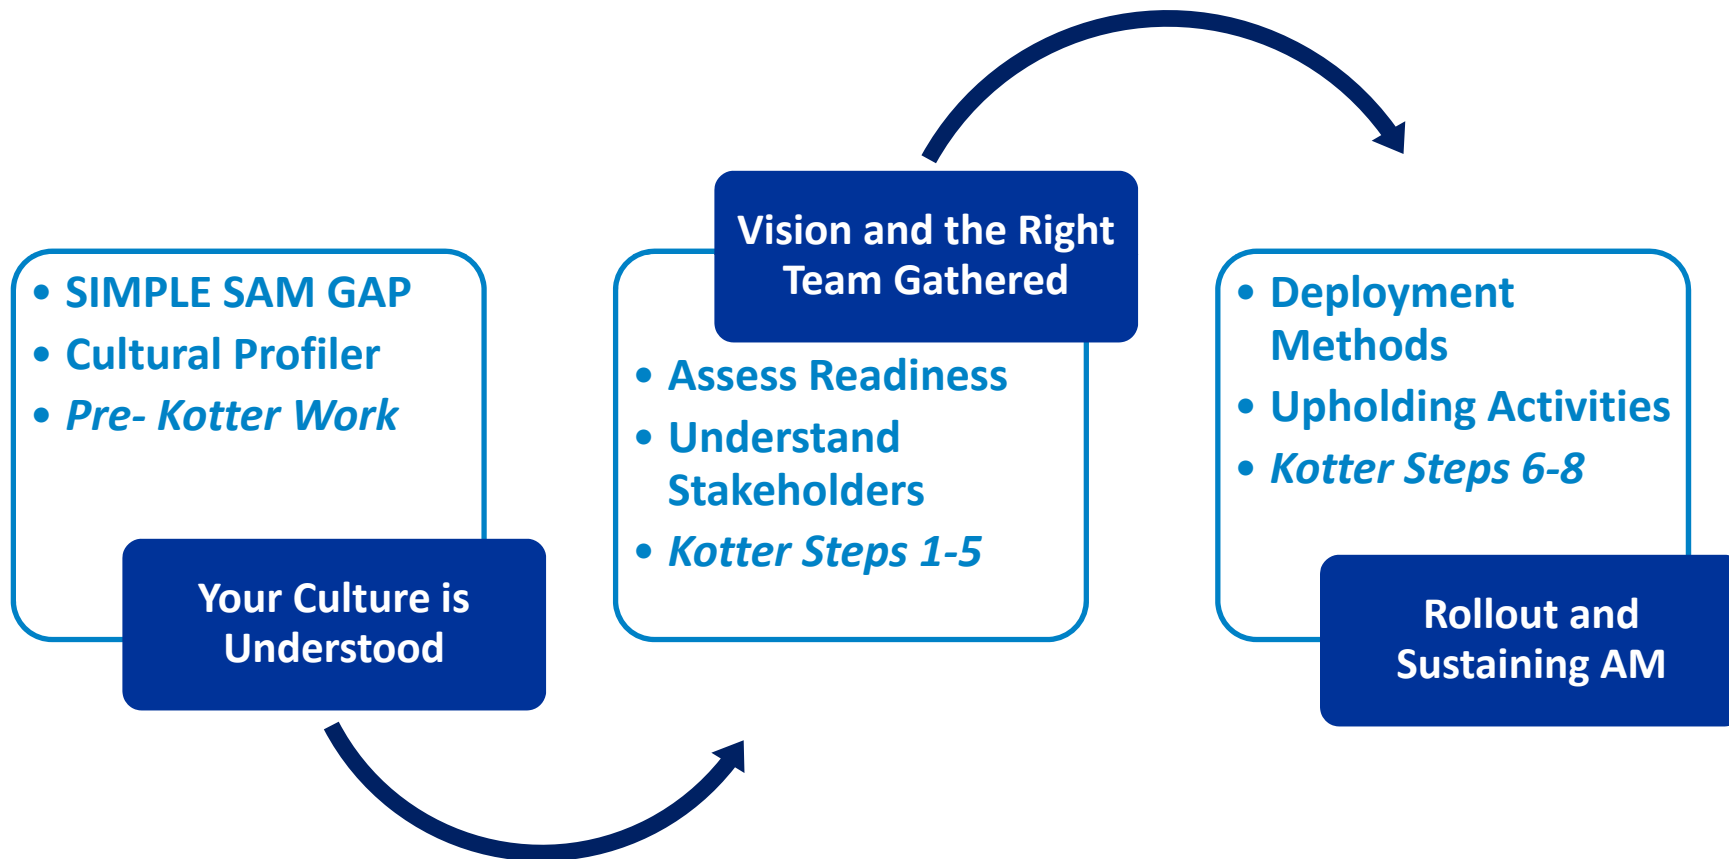 • SIMPLE SAM GAP
• Cultural Profiler
• Pre- Kotter Work
Your Culture is
Understood
Vision and the Right
Team Gathered
• Assess Readiness
• Understand
Stakeholders
• Kotter Steps 1-5
• Deployment
Methods
• Upholding Activities
• Kotter Steps 6-8
Rollout and
Sustaining AM